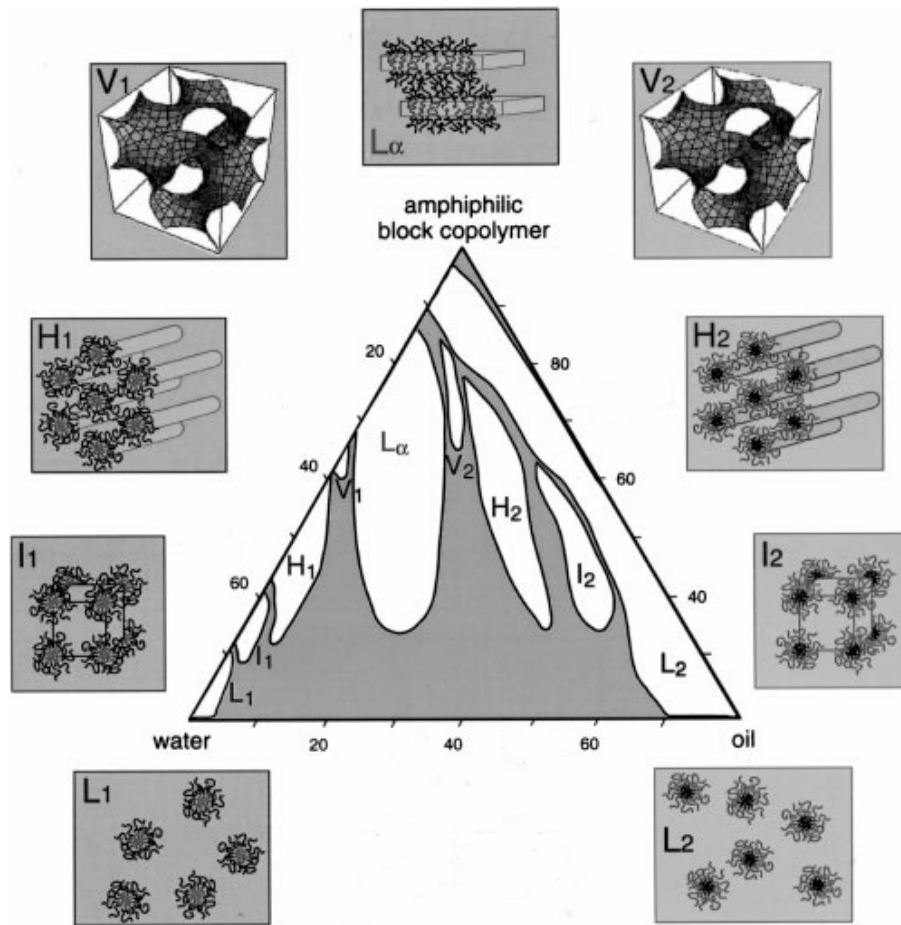 V1
Lα
V2
amphiphilic
block copolymer
H1
H2
20
80
Lα
40
V1
V2
60
H2
I1
I2
H1
I2
60
40
I1
L1
L2
water
20
40
60
oil
L1
L2